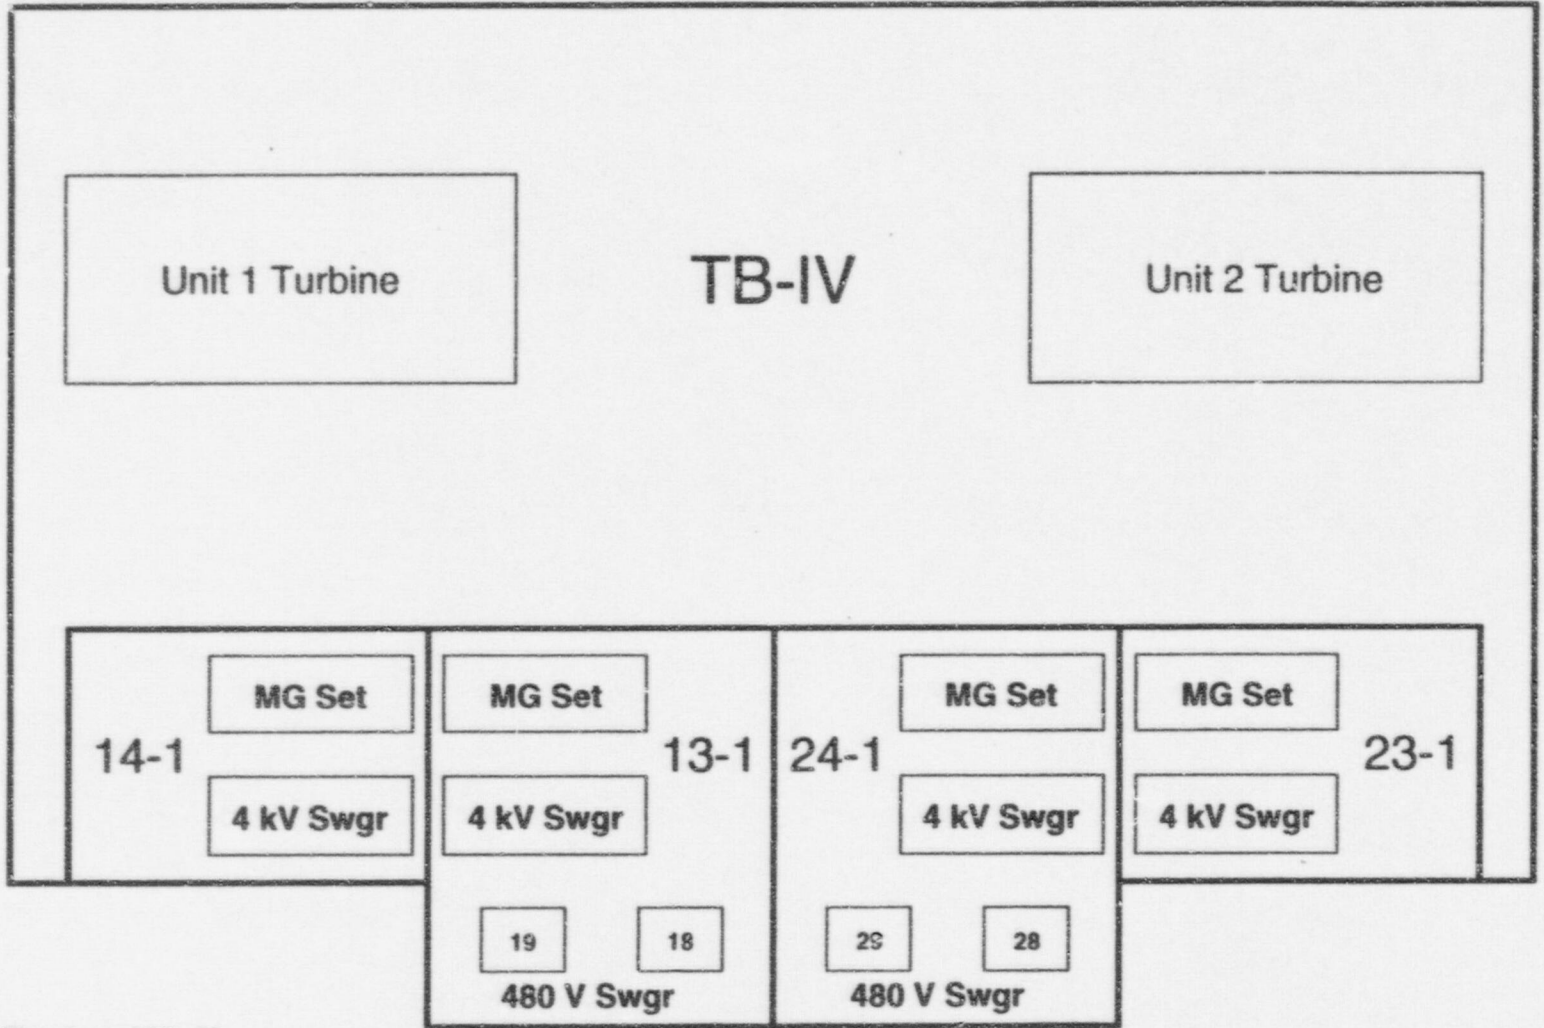 Unit 1 Turbine
TB-IV
Unit 2 Turbine
14-1
MG Set
4 kV Swgr
MG Set
4 kV Swgr
13-1
19
18
480 V Swgr
24-1
MG Set
4 kV Swgr
29
28
480 V Swgr
MG Set
4 kV Swgr
23-1